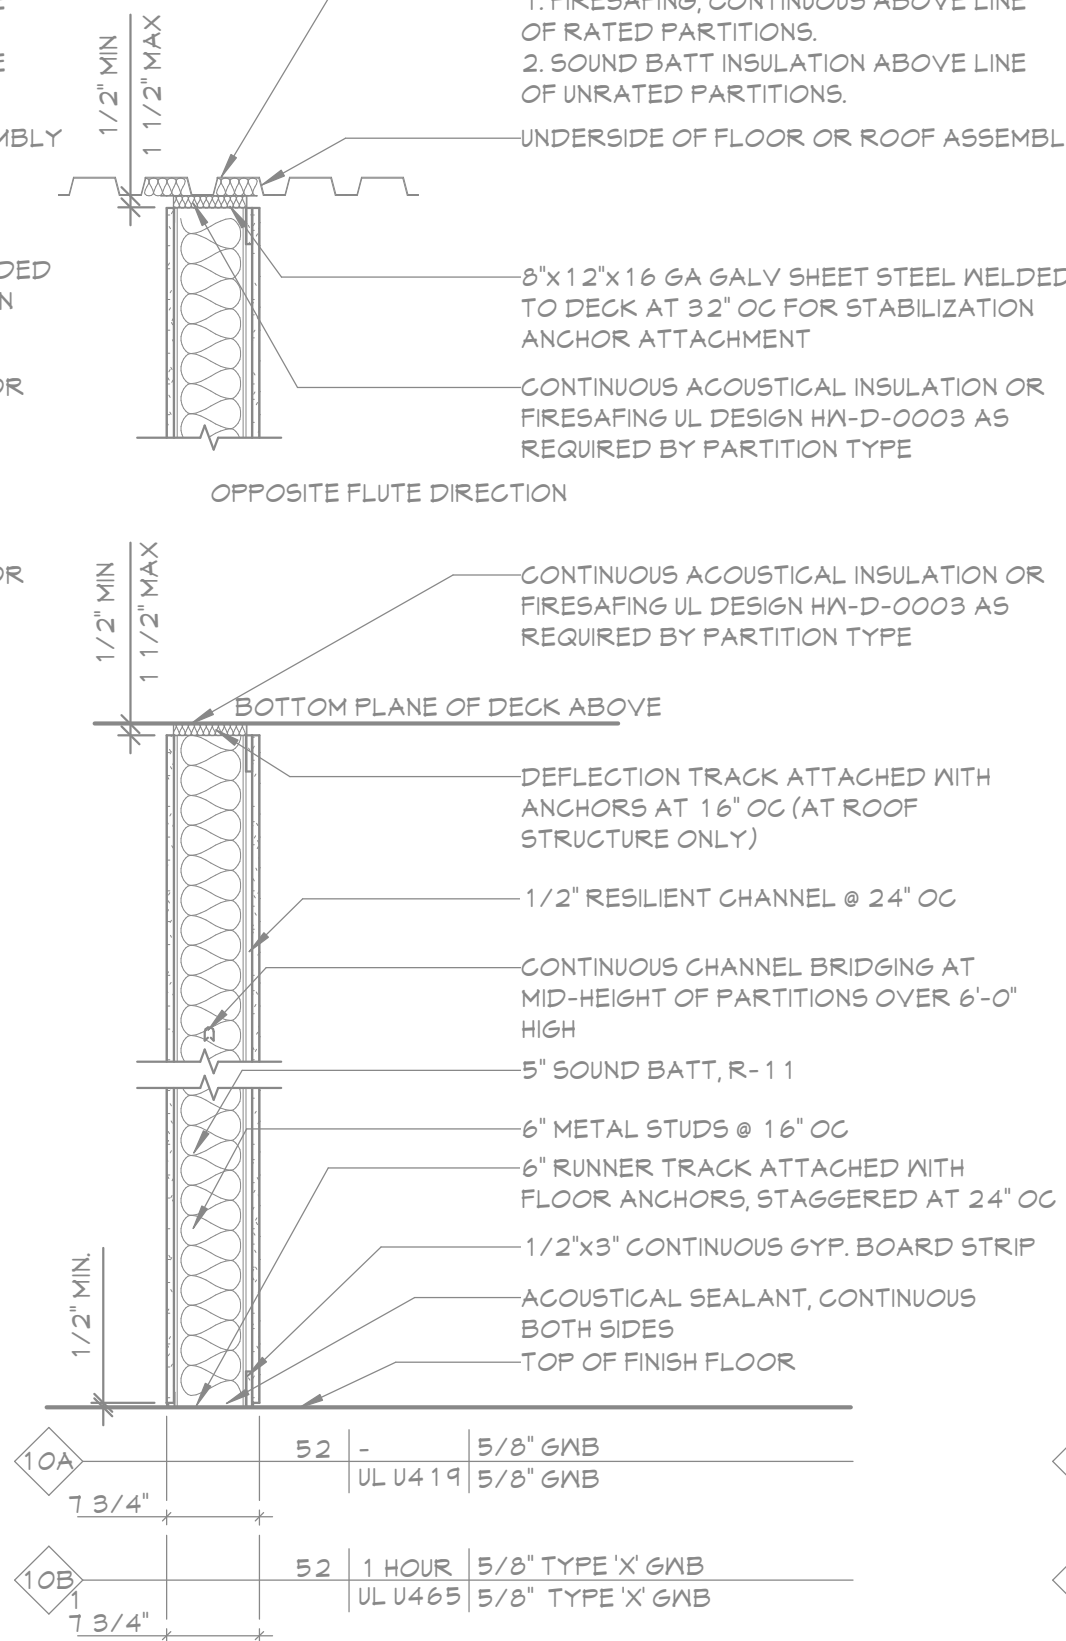 1. FIRESAFING, CONTINUOUS ABOVE LINE
OF RATED PARTITIONS.
2. SOUND BATT INSULATION ABOVE LINE
OF UNRATED PARTITIONS.
1/2" MIN
1 1/2" MAX
MBLY
UNDERSIDE OF FLOOR OR ROOF ASSEMBL
DED
8"x12"x16 GA GALV SHEET STEEL WELDED
TO DECK AT 32" OC FOR STABILIZATION
ANCHOR ATTACHMENT
OR
CONTINUOUS ACOUSTICAL INSULATION OR
FIRESAFING UL DESIGN HW-D-0003 AS
REQUIRED BY PARTITION TYPE
OPPOSITE FLUTE DIRECTION
1/2" MIN
1 1/2" MAX
OR
CONTINUOUS ACOUSTICAL INSULATION OR
FIRESAFING UL DESIGN HW-D-0003 AS
REQUIRED BY PARTITION TYPE
BOTTOM PLANE OF DECK ABOVE
DEFLECTION TRACK ATTACHED WITH
ANCHORS AT 16" OC (AT ROOF
STRUCTURE ONLY)
1/2" RESILIENT CHANNEL @ 24" OC
CONTINUOUS CHANNEL BRIDGING AT
MID-HEIGHT OF PARTITIONS OVER 6'-0"
HIGH
5" SOUND BATT, R-11
6" METAL STUDS @ 16" OC
6" RUNNER TRACK ATTACHED WITH
FLOOR ANCHORS, STAGGERED AT 24" OC
1/2"x3" CONTINUOUS GYP. BOARD STRIP
1/2" MIN.
ACOUSTICAL SEALANT, CONTINUOUS
BOTH SIDES
TOP OF FINISH FLOOR
10A
52 - 5/8" GWB
UL U419 5/8" GWB
7 3/4"
10B
1
52 1 HOUR 5/8" TYPE 'X' GWB
UL U465 5/8" TYPE 'X' GWB
7 3/4"